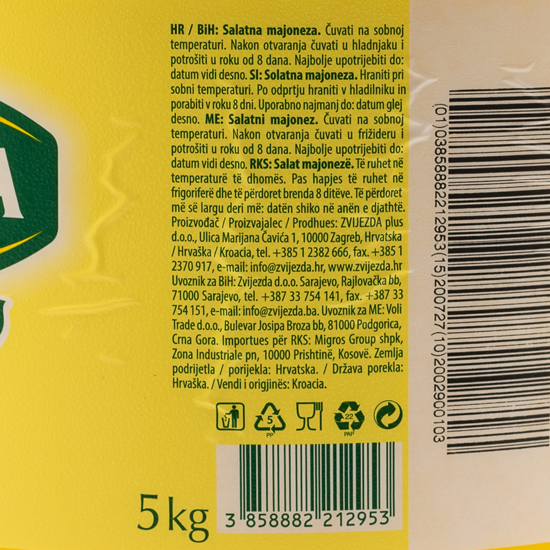 HR / BiH: Salatna majoneza. Čuvati na sobnoj
temperaturi. Nakon otvaranja čuvati u hladnjaku i
potrošiti u roku od 8 dana. Najbolje upotrijebiti do:
datum vidi desno. SI: Solatna majoneza. Hraniti pri
sobni temperaturi. Po odprtju hraniti v hladilniku in
porabiti v roku 8 dni. Uporabno najmanj do: datum glej
desno. ME: Salatni majonez. Čuvati na sobnoj
temperaturi. Nakon otvaranja čuvati u frižideru i
potrošiti u roku od 8 dana. Najbolje upotrijebiti do:
datum vidi desno. RKS: Salat majonezë. Të ruhet në
temperaturë të dhomës. Pas hapjes të ruhet në
frigoriferë dhe të përdoret brenda 8 ditëve. Të përdoret
më së largu deri më: datën shiko në anën e djathtë.
Proizvođač / Proizvajalec / Prodhues: ZVIJEZDA plus
d.o.o., Ulica Marijana Čavića 1, 10000 Zagreb, Hrvatska
/ Hrvaška / Kroacia, tel. +385 1 2382 666, fax. +385 1
2370 917, e-mail: info@zvijezda.hr, www.zvijezda.hr
Uvoznik za BiH: Zvijezda d.o.o. Sarajevo, Rajlovačka bb,
71000 Sarajevo, tel. +387 33 754 141, fax. +387 33
754 151, e-mail: info@zvijezda.ba. Uvoznik za ME: Voli
Trade d.o.o., Bulevar Josipa Broza bb, 81000 Podgorica,
Crna Gora. Importues për RKS: Migros Group shpk,
Zona Industriale pn, 10000 Prishtinë, Kosovë. Zemlja
podrijetla / porijekla: Hrvatska. / Država porekla:
Hrvaška. / Vendi i origjinës: Kroacia.
5
PP
22
PAP
5 kg
3 858882 212953
(01)03858882212953(15)200727(10)2002900103
A